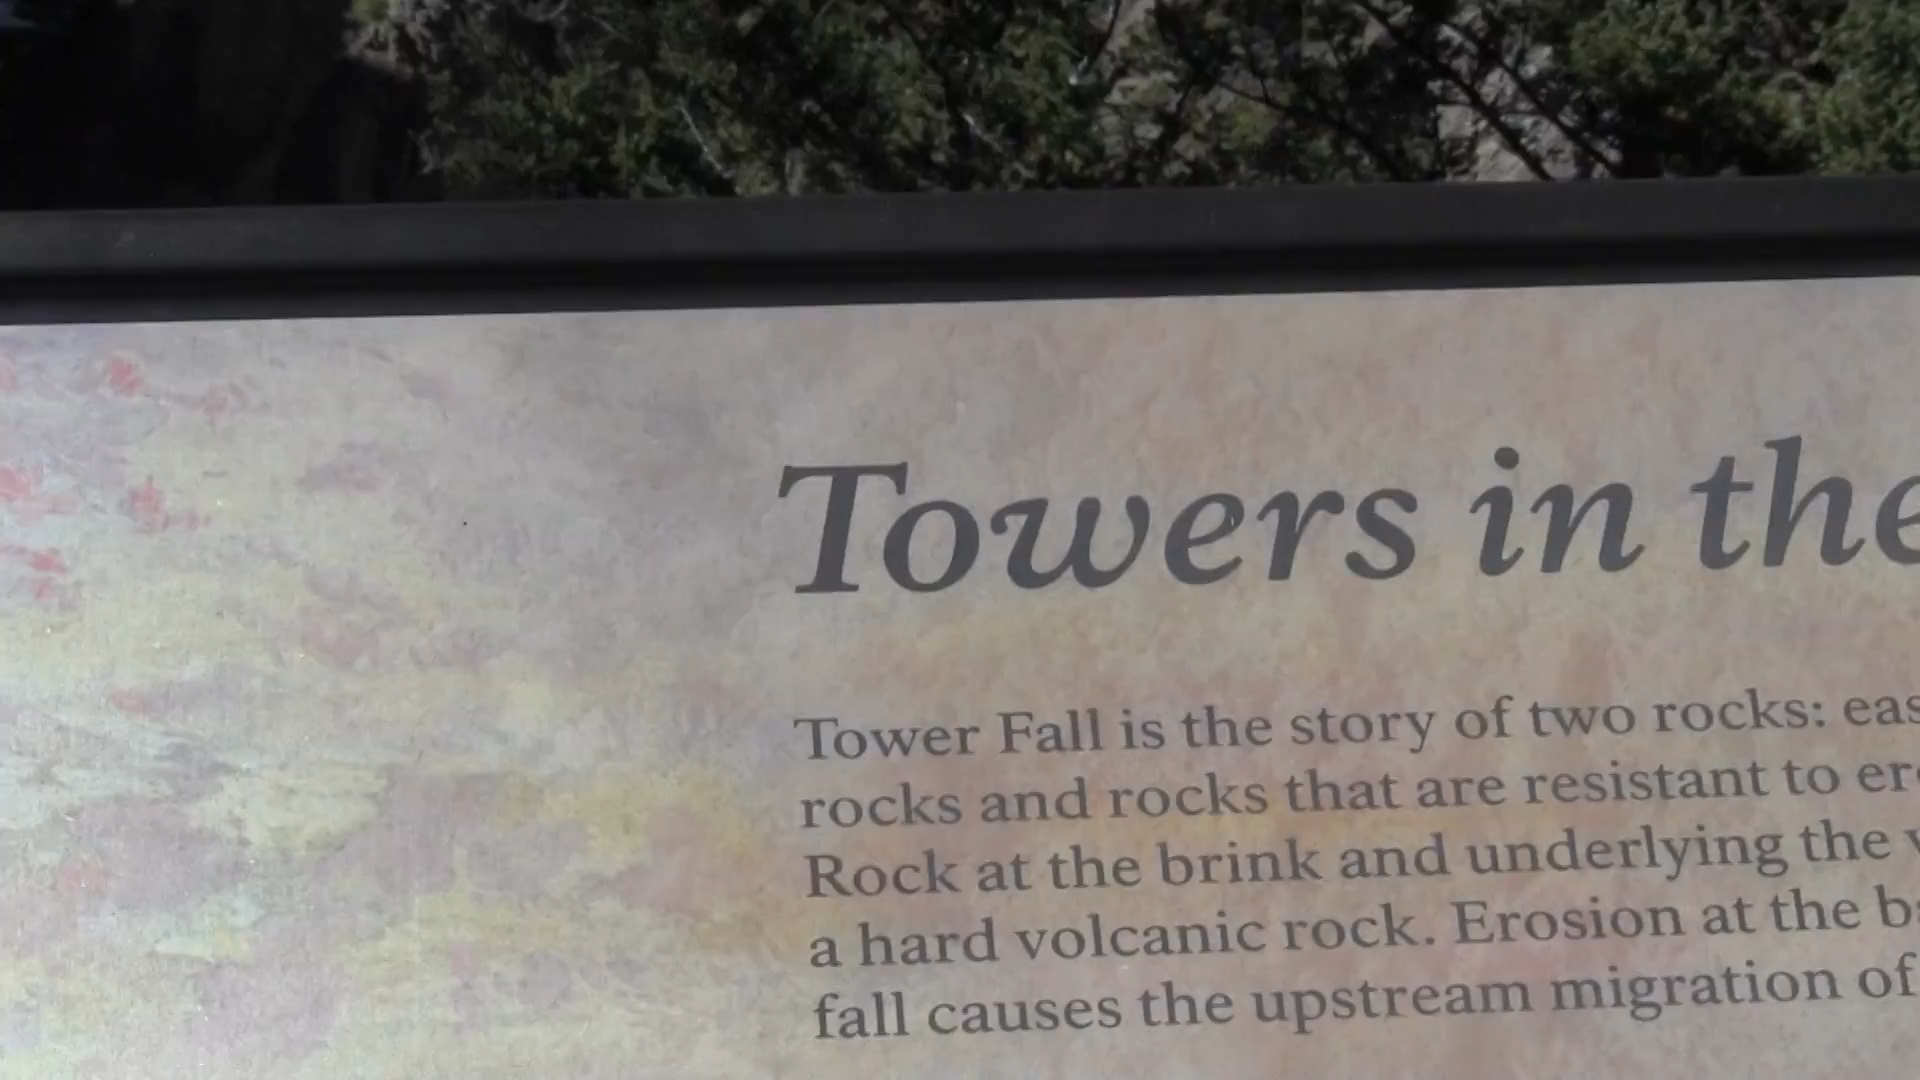 Towers in the
Tower Fall is the story of two rocks:
rocks and rocks that are resistant to
Rock at the brink and underlying the
a hard volcanic rock. Erosion at the
fall causes the upstream migration of